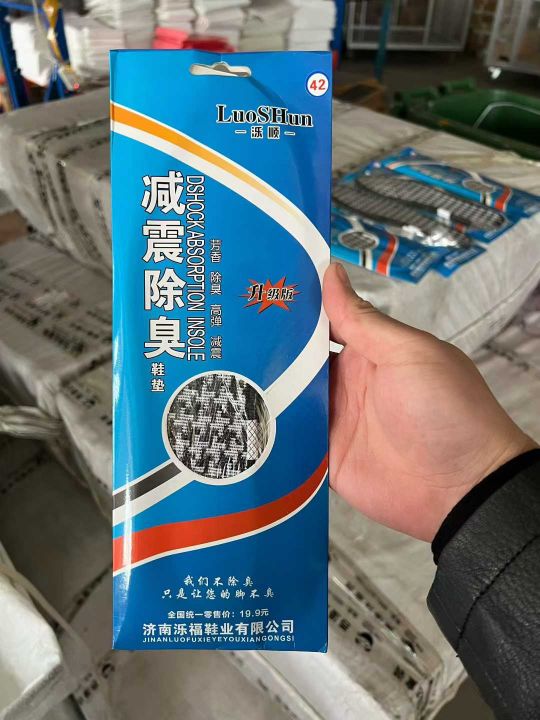 42
LuoSHun
泺顺
减震除臭鞋垫
DSHOCK ABSORPTION INSOLE
芳香 除臭 高弹 减震
升级版
我们不除臭
只是让您的脚不臭
全国统一零售价：19.9元
济南泺福鞋业有限公司
JINANLUOFUXIEYEYOUXIANGONGSI